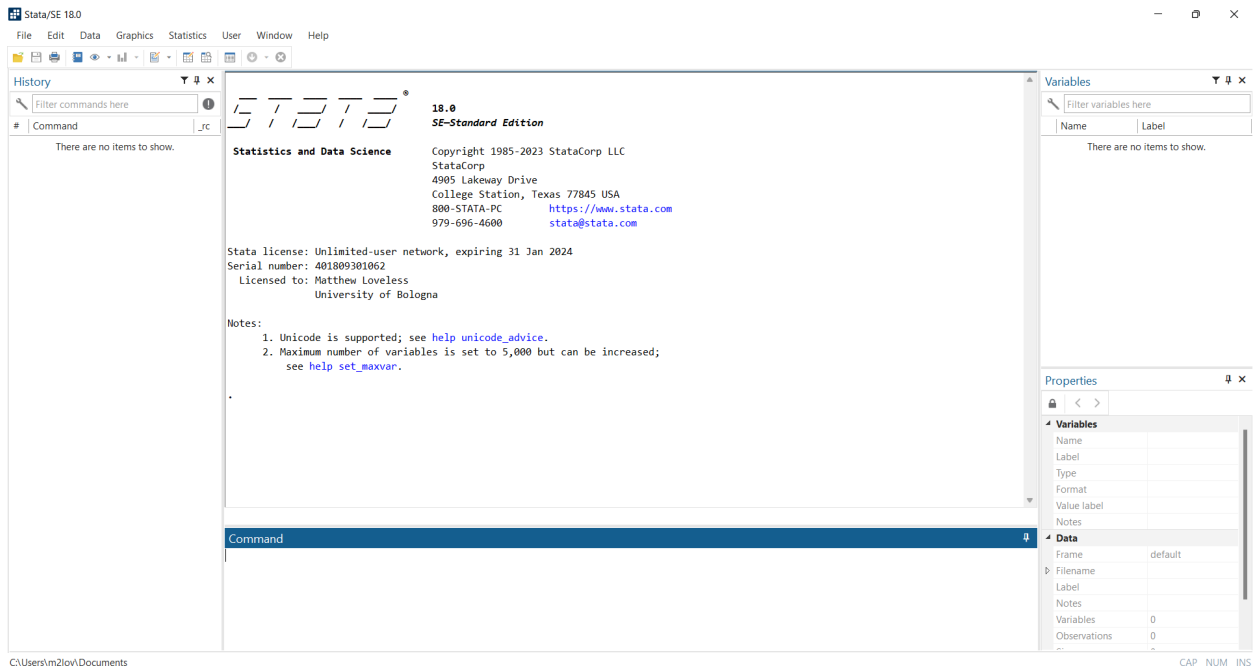 Stata/SE 18.0
File Edit Data Graphics Statistics User Window Help
History
Filter commands here
# Command _rc
There are no items to show.
®
18.0
SE—Standard Edition
Statistics and Data Science Copyright 1985-2023 StataCorp LLC
StataCorp
4905 Lakeway Drive
College Station, Texas 77845 USA
800-STATA-PC https://www.stata.com
979-696-4600 stata@stata.com
Stata license: Unlimited-user network, expiring 31 Jan 2024
Serial number: 401809301062
Licensed to: Matthew Loveless
University of Bologna
Notes:
1. Unicode is supported; see help unicode_advice.
2. Maximum number of variables is set to 5,000 but can be increased;
see help set_maxvar.
.
Command
Variables
Filter variables here
Name Label
There are no items to show.
Properties
Variables
Name
Label
Type
Format
Value label
Notes
Data
Frame default
Filename
Label
Notes
Variables 0
Observations 0
C:\Users\m2lov\Documents
CAP NUM INS